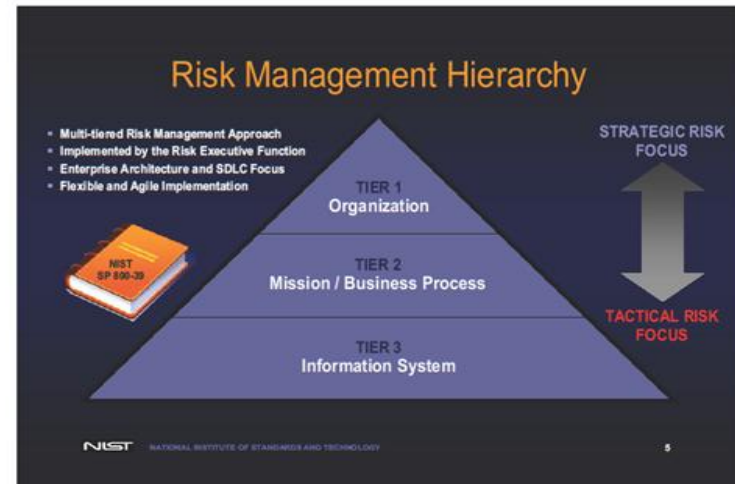 Risk Management Hierarchy
Multi-tiered Risk Management Approach
Implemented by the Risk Executive Function
Enterprise Architecture and SDLC Focus
Flexible and Agile Implementation
STRATEGIC RISK
FOCUS
TIER 1
Organization
NIST
SP 800-39
TIER 2
Mission / Business Process
TACTICAL RISK
FOCUS
TIER 3
Information System
NIST NATIONAL INSTITUTE OF STANDARDS AND TECHNOLOGY 5